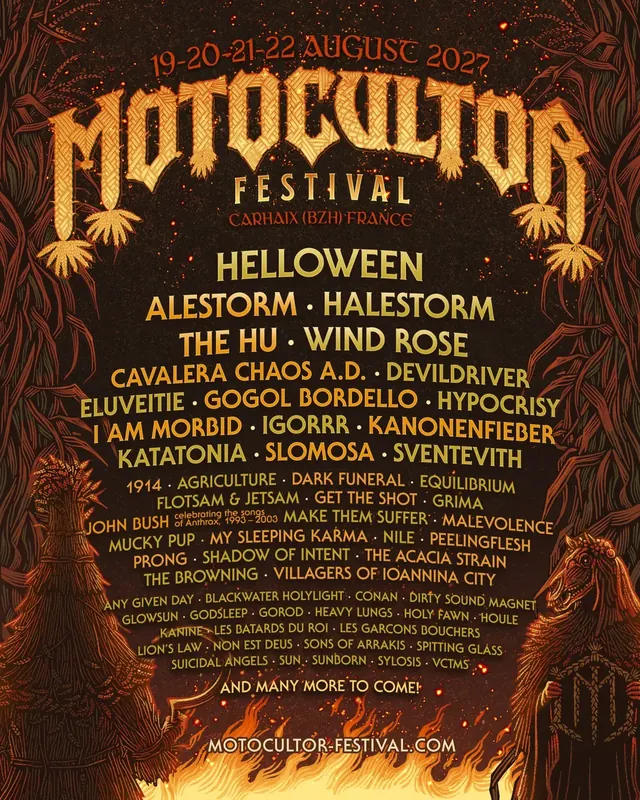 19-20-21-22 AUGUST 2027
MOTOCULTOR
FESTIVAL
CARHAIX (BZH) FRANCE
HELLOWEEN
ALESTORM · HALESTORM
THE HU · WIND ROSE
CAVALERA CHAOS A.D. · DEVILDRIVER
ELUVEITIE · GOGOL BORDELLO · HYPOCRISY
I AM MORBID · IGORRR · KANONENFIEBER
KATATONIA · SLOMOSA · SVENTEVITH
1914 · AGRICULTURE · DARK FUNERAL · EQUILIBRIUM
FLOTSAM & JETSAM · GET THE SHOT · GRIMA
JOHN BUSH celebrating the songs of Anthrax, 1993 – 2003 MAKE THEM SUFFER · MALEVOLENCE
MUCKY PUP · MY SLEEPING KARMA · NILE · PEELINGFLESH
PRONG · SHADOW OF INTENT · THE ACACIA STRAIN
THE BROWNING · VILLAGERS OF IOANNINA CITY
ANY GIVEN DAY · BLACKWATER HOLYLIGHT · CONAN · DIRTY SOUND MAGNET
GLOWSUN · GODSLEEP · GOROD · HEAVY LUNGS · HOLY FAWN · HOULE
KANINE · LES BATARDS DU ROI · LES GARCONS BOUCHERS
LION'S LAW · NON EST DEUS · SONS OF ARRAKIS · SPITTING GLASS
SUICIDAL ANGELS · SUN · SUNBORN · SYLOSIS · VCTMS
AND MANY MORE TO COME!
MOTOCULTOR-FESTIVAL.COM